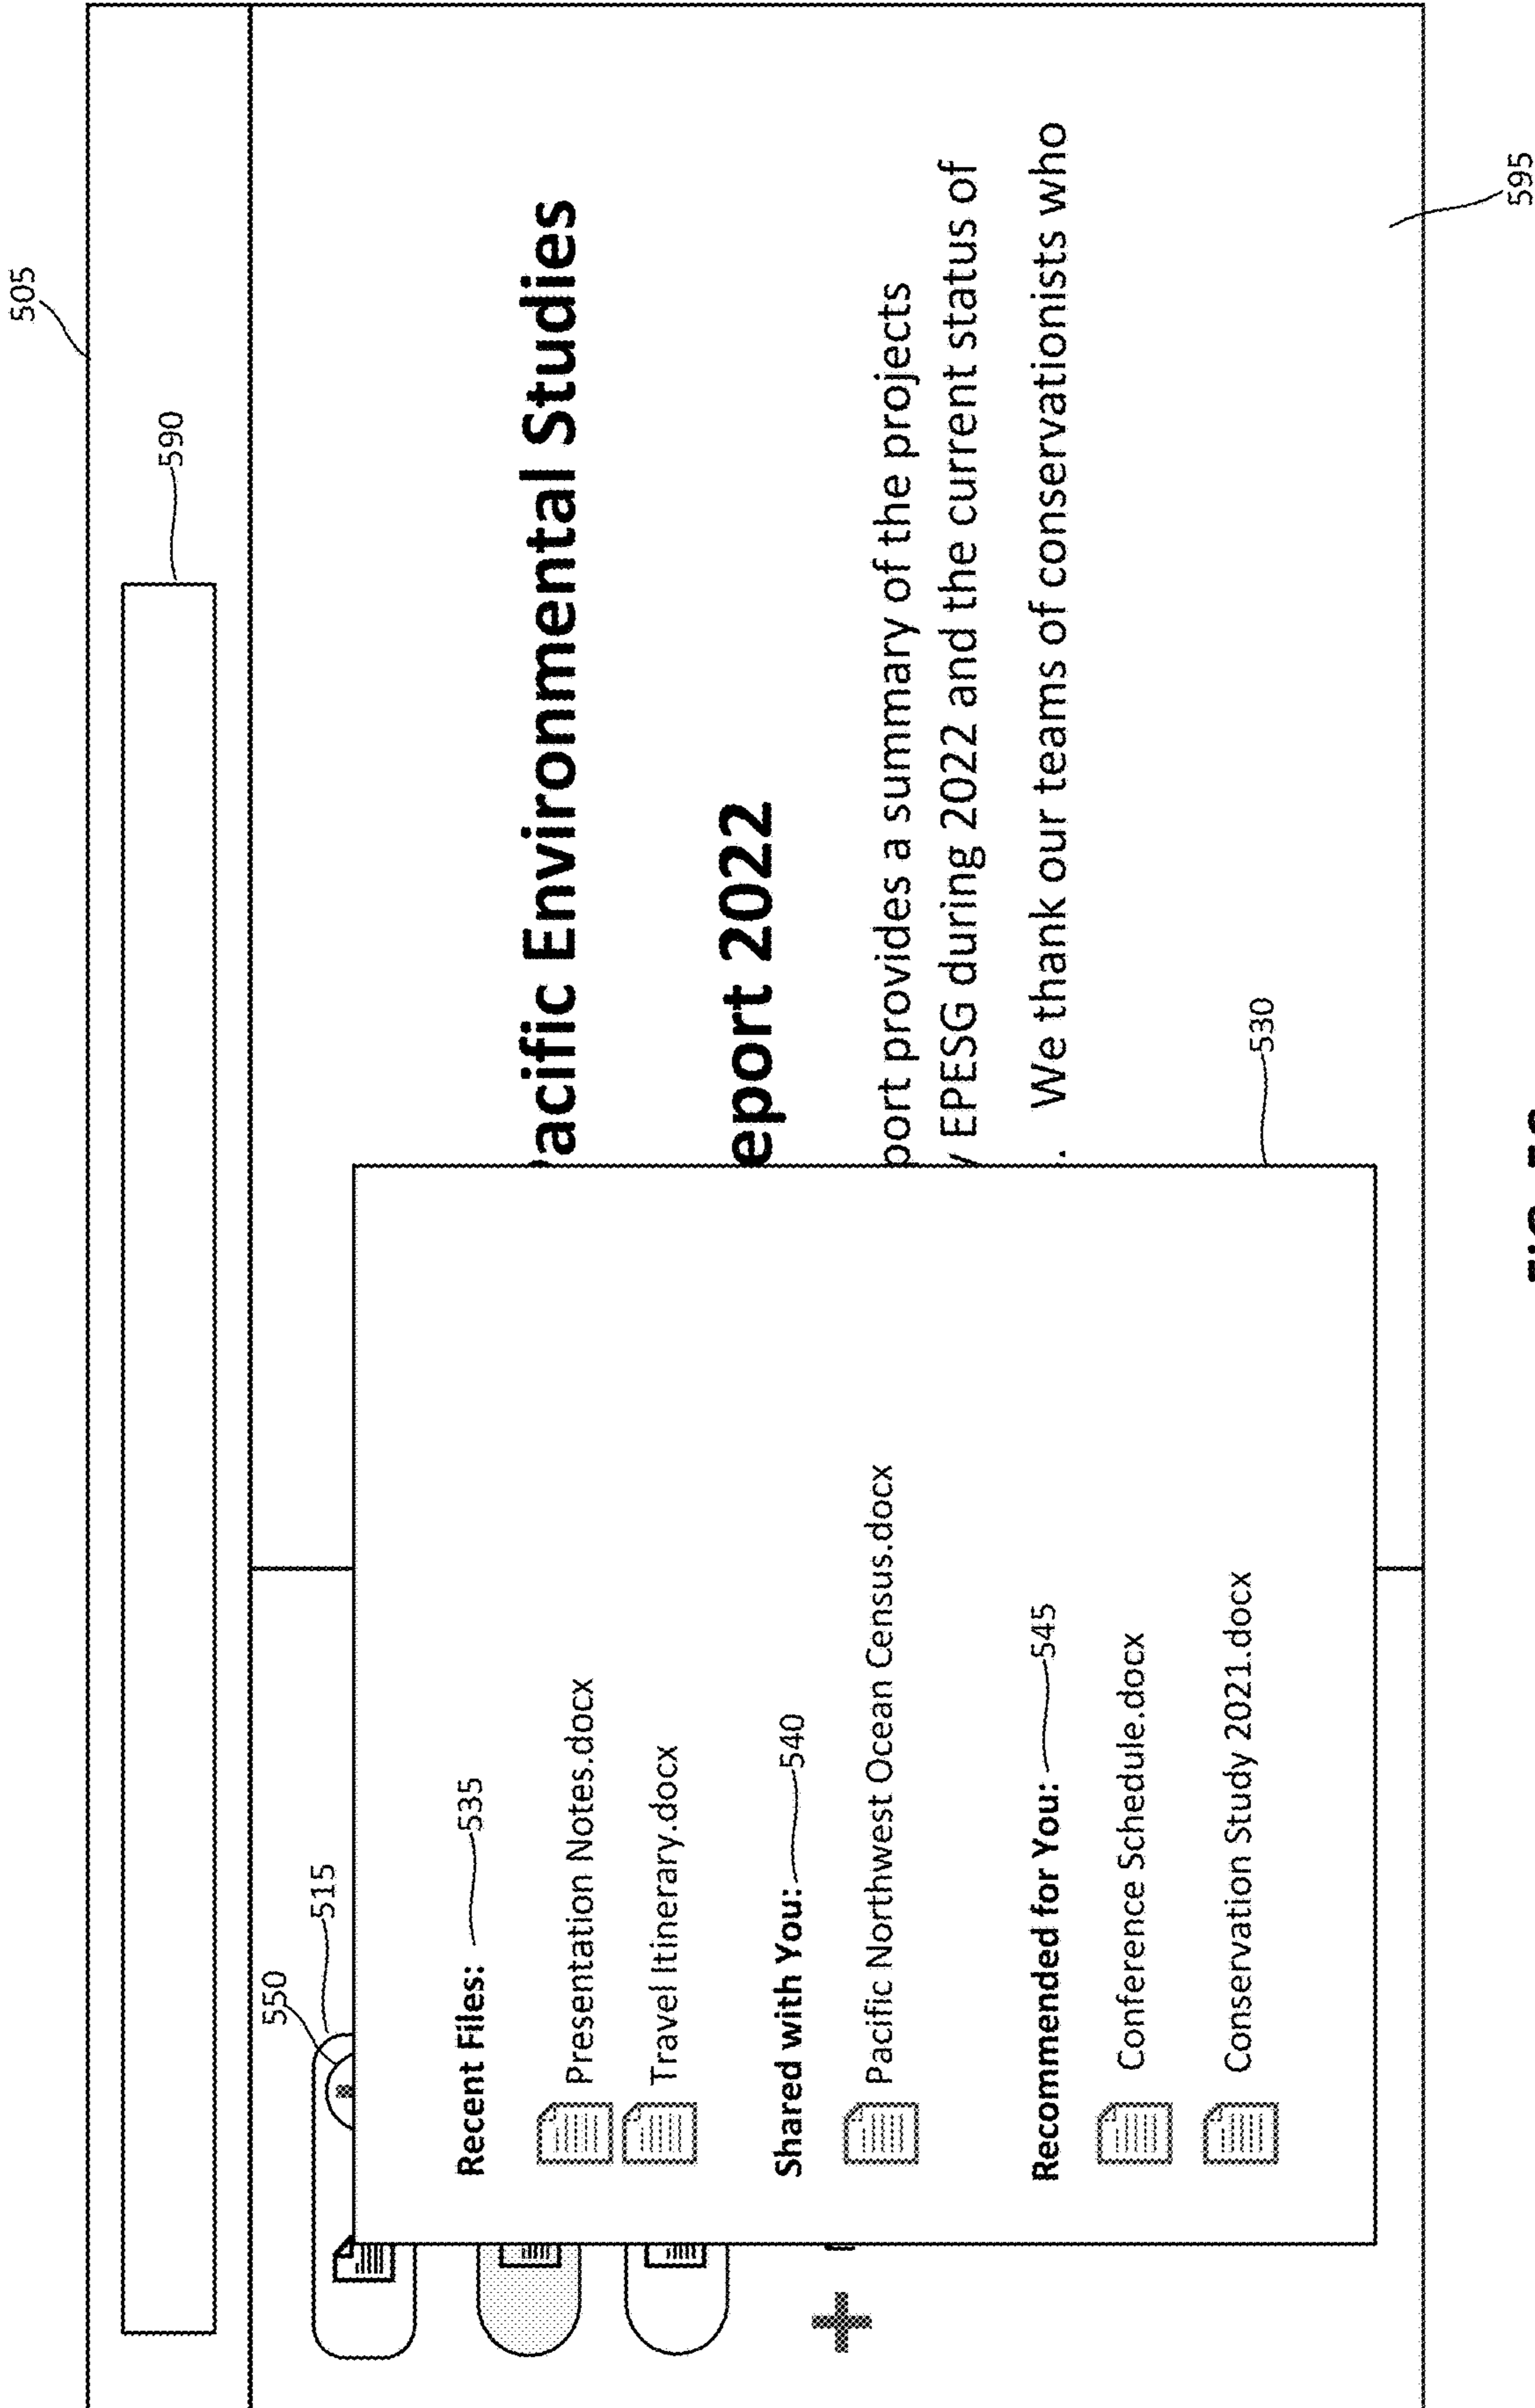 505
590
550
515
acific Environmental Studies
eport 2022
port provides a summary of the projects
EPESG during 2022 and the current status of
. We thank our teams of conservationists who
Recent Files: 535
Presentation Notes.docx
Travel Itinerary.docx
Shared with You: 540
Pacific Northwest Ocean Census.docx
Recommended for You: 545
Conference Schedule.docx
Conservation Study 2021.docx
530
595